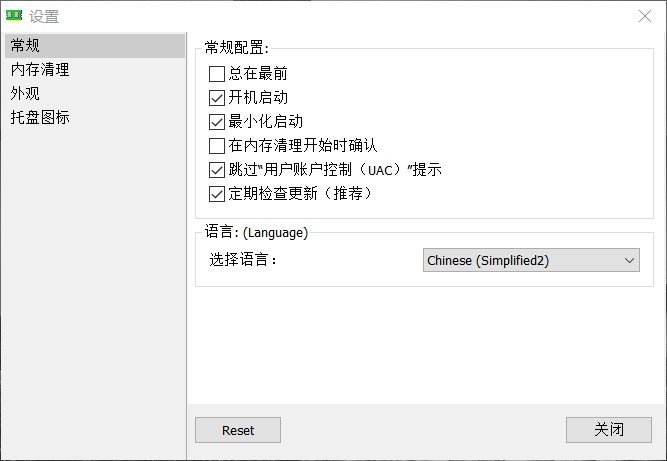 设置
常规
内存清理
外观
托盘图标
常规配置:
总在最前
开机启动
最小化启动
在内存清理开始时确认
跳过“用户账户控制（UAC）”提示
定期检查更新（推荐）
语言: (Language)
选择语言：
Chinese (Simplified2)
Reset
关闭